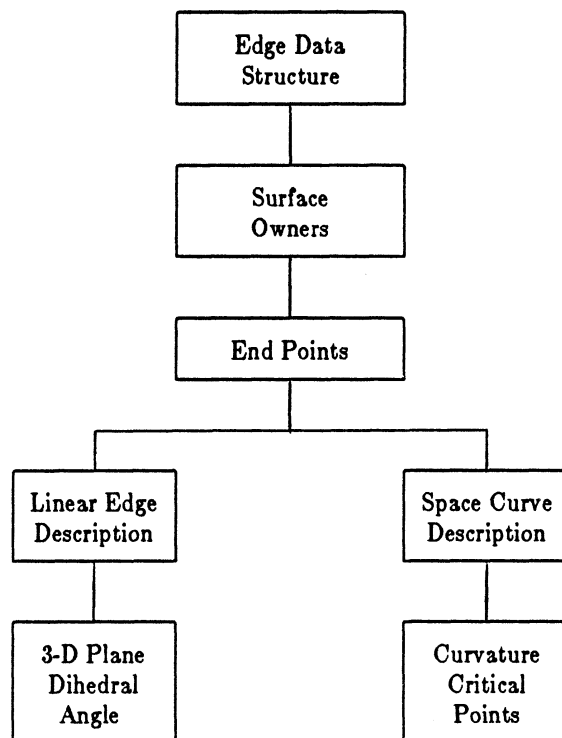 Edge Data
Structure
Surface
Owners
End Points
Linear Edge
Description
Space Curve
Description
3-D Plane
Dihedral
Angle
Curvature
Critical
Points